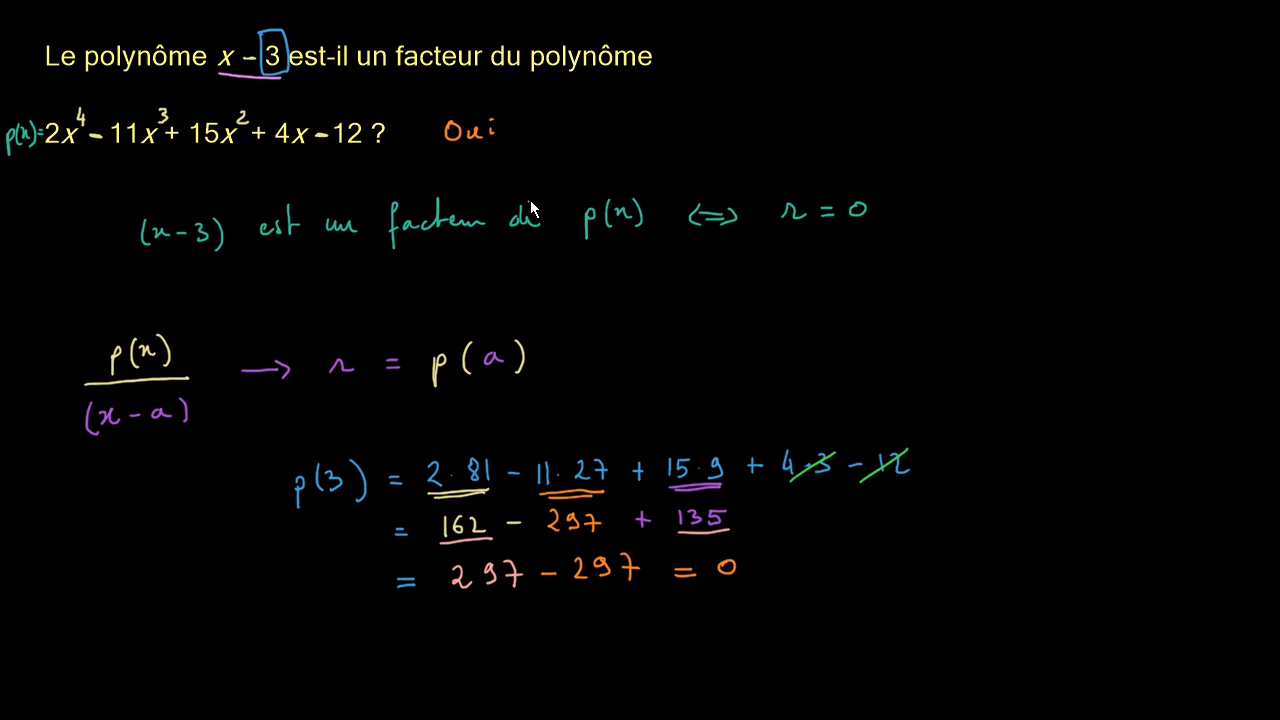 Le polynôme x – 3 est-il un facteur du polynôme
p(x)= 2x⁴ – 11x³ + 15x² + 4x – 12 ? Oui
(x-3) est un facteur de p(x) <=> r = 0
p(x)/(x-a) → r = p(a)
p(3) = 2·81 - 11·27 + 15·9 + 4·3 - 12
= 162 - 297 + 135
= 297 - 297 = 0